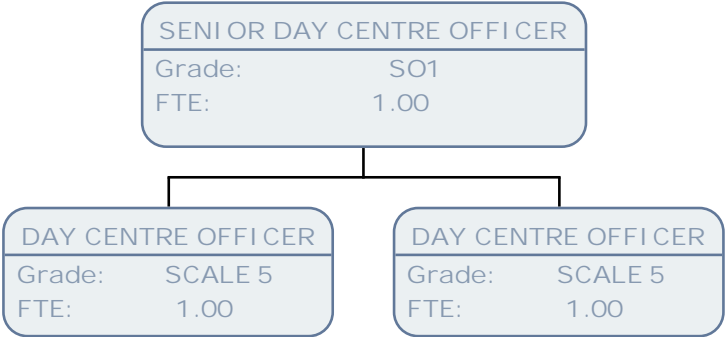 SENIOR DAY CENTRE OFFICER
Grade: SO1
FTE: 1.00
DAY CENTRE OFFICER
Grade: SCALE 5
FTE: 1.00
DAY CENTRE OFFICER
Grade: SCALE 5
FTE: 1.00